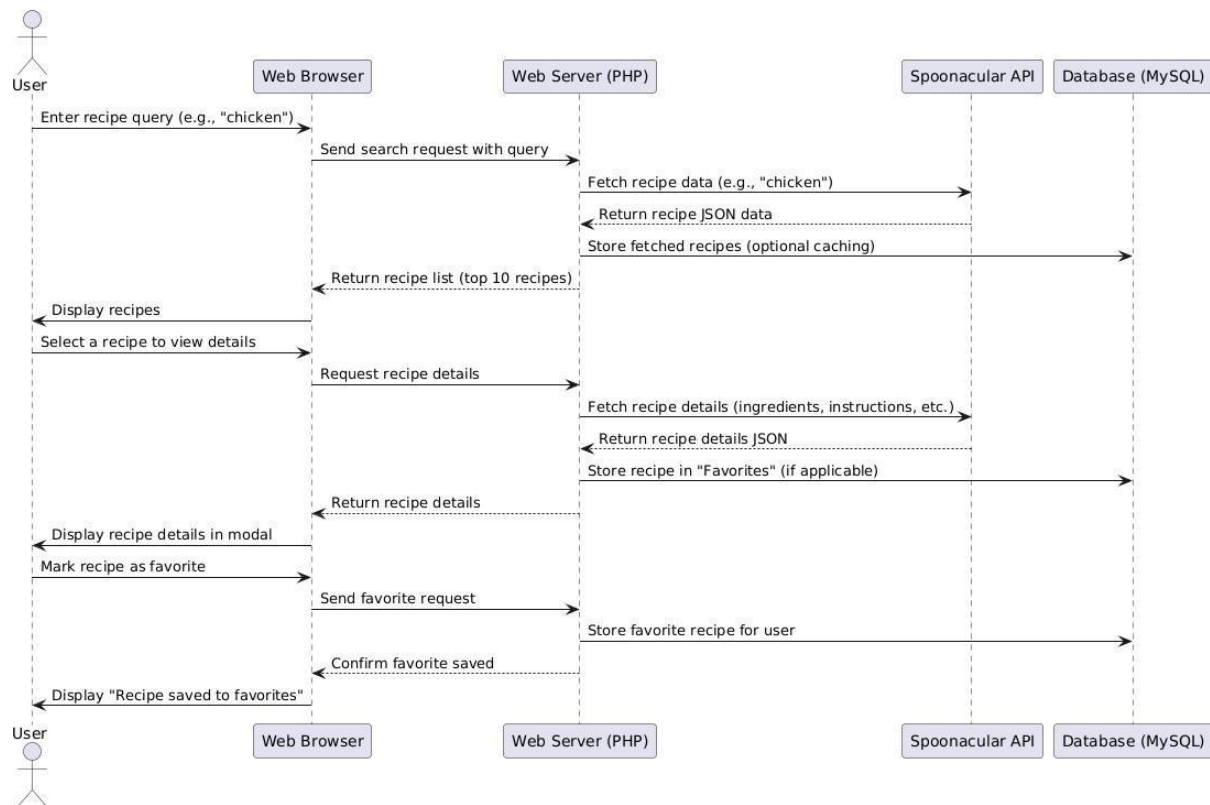 User
Web Browser
Web Server (PHP)
Spoonacular API
Database (MySQL)
Enter recipe query (e.g., "chicken")
Send search request with query
Fetch recipe data (e.g., "chicken")
Return recipe JSON data
Store fetched recipes (optional caching)
Return recipe list (top 10 recipes)
Display recipes
Select a recipe to view details
Request recipe details
Fetch recipe details (ingredients, instructions, etc.)
Return recipe details JSON
Store recipe in "Favorites" (if applicable)
Return recipe details
Display recipe details in modal
Mark recipe as favorite
Send favorite request
Store favorite recipe for user
Confirm favorite saved
Display "Recipe saved to favorites"
User
Web Browser
Web Server (PHP)
Spoonacular API
Database (MySQL)